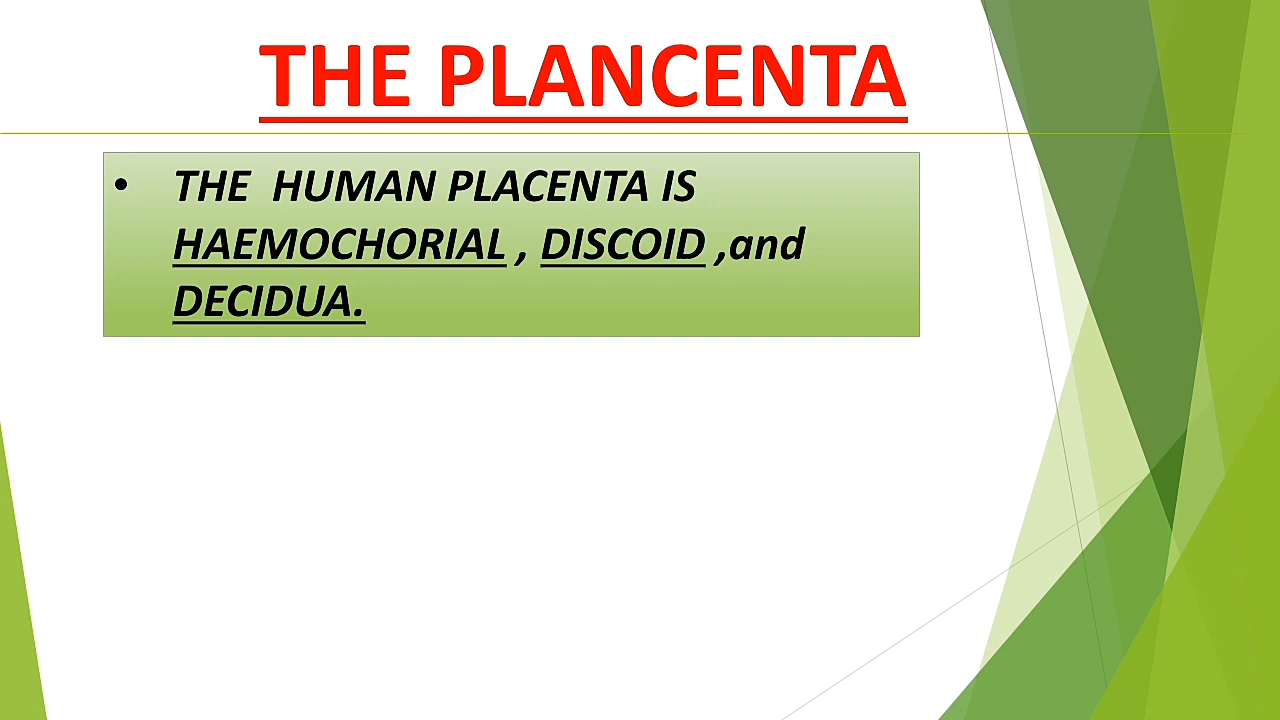 THE PLANCENTA
• THE HUMAN PLACENTA IS
HAEMOCHORIAL , DISCOID ,and
DECIDUA.